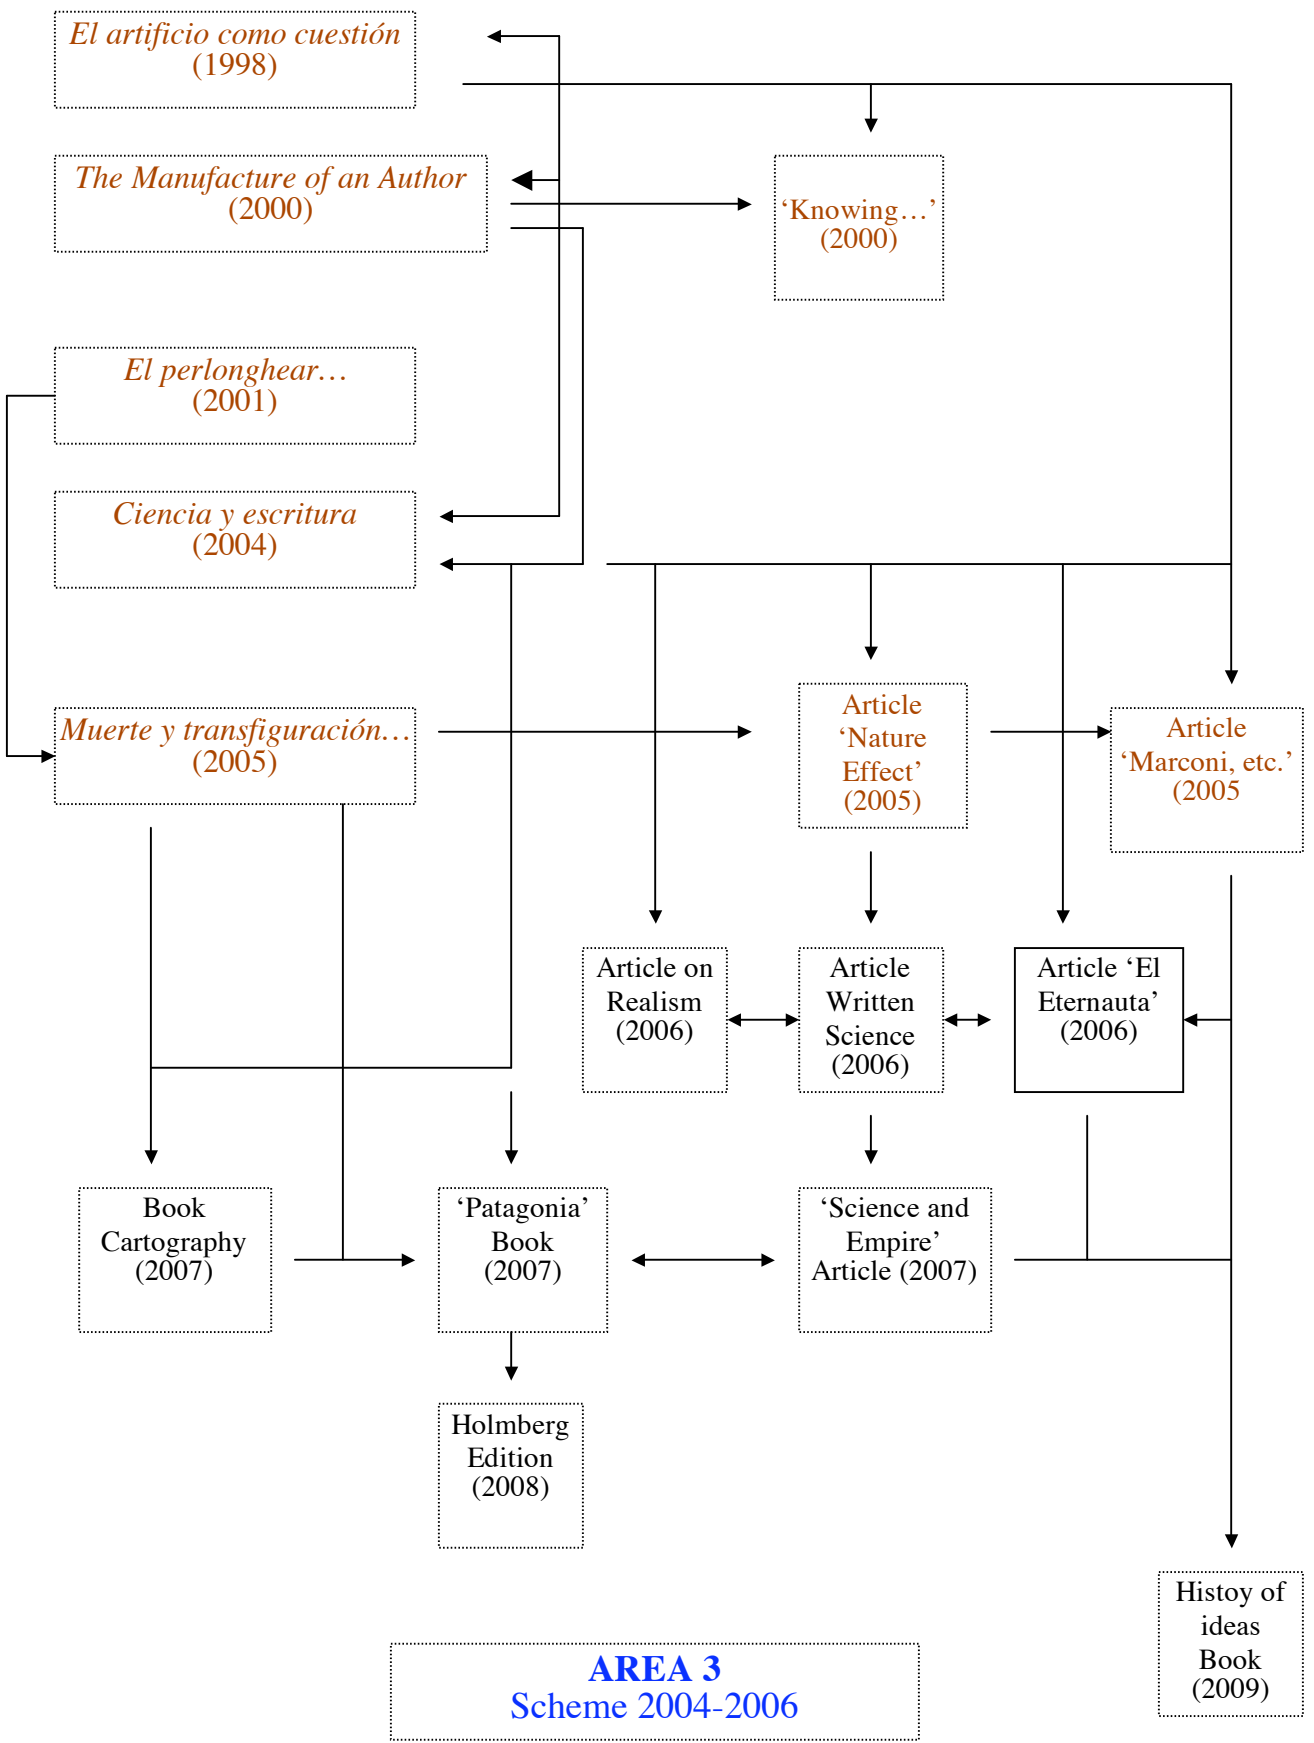 El artificio como cuestión
(1998)
The Manufacture of an Author
(2000)
‘Knowing…’
(2000)
El perlonghear…
(2001)
Ciencia y escritura
(2004)
Muerte y transfiguración…
(2005)
Article
‘Nature
Effect’
(2005)
Article
‘Marconi, etc.’
(2005
Article on
Realism
(2006)
Article
Written
Science
(2006)
Article ‘El
Eternauta’
(2006)
Book
Cartography
(2007)
‘Patagonia’
Book
(2007)
‘Science and
Empire’
Article (2007)
Holmberg
Edition
(2008)
Histoy of
ideas
Book
(2009)
AREA 3
Scheme 2004-2006